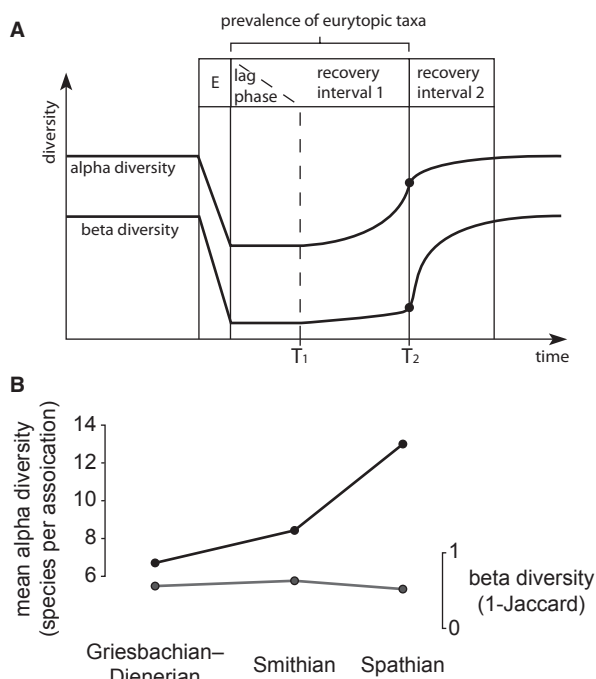 A
prevalence of eurytopic taxa
E
lag
phase
recovery
interval 1
recovery
interval 2
diversity
alpha diversity
beta diversity
T1
T2
time
B
mean alpha diversity
(species per assoication)
14
12
10
8
6
1
0
beta diversity
(1-Jaccard)
Griesbachian–
Dienerian
Smithian
Spathian